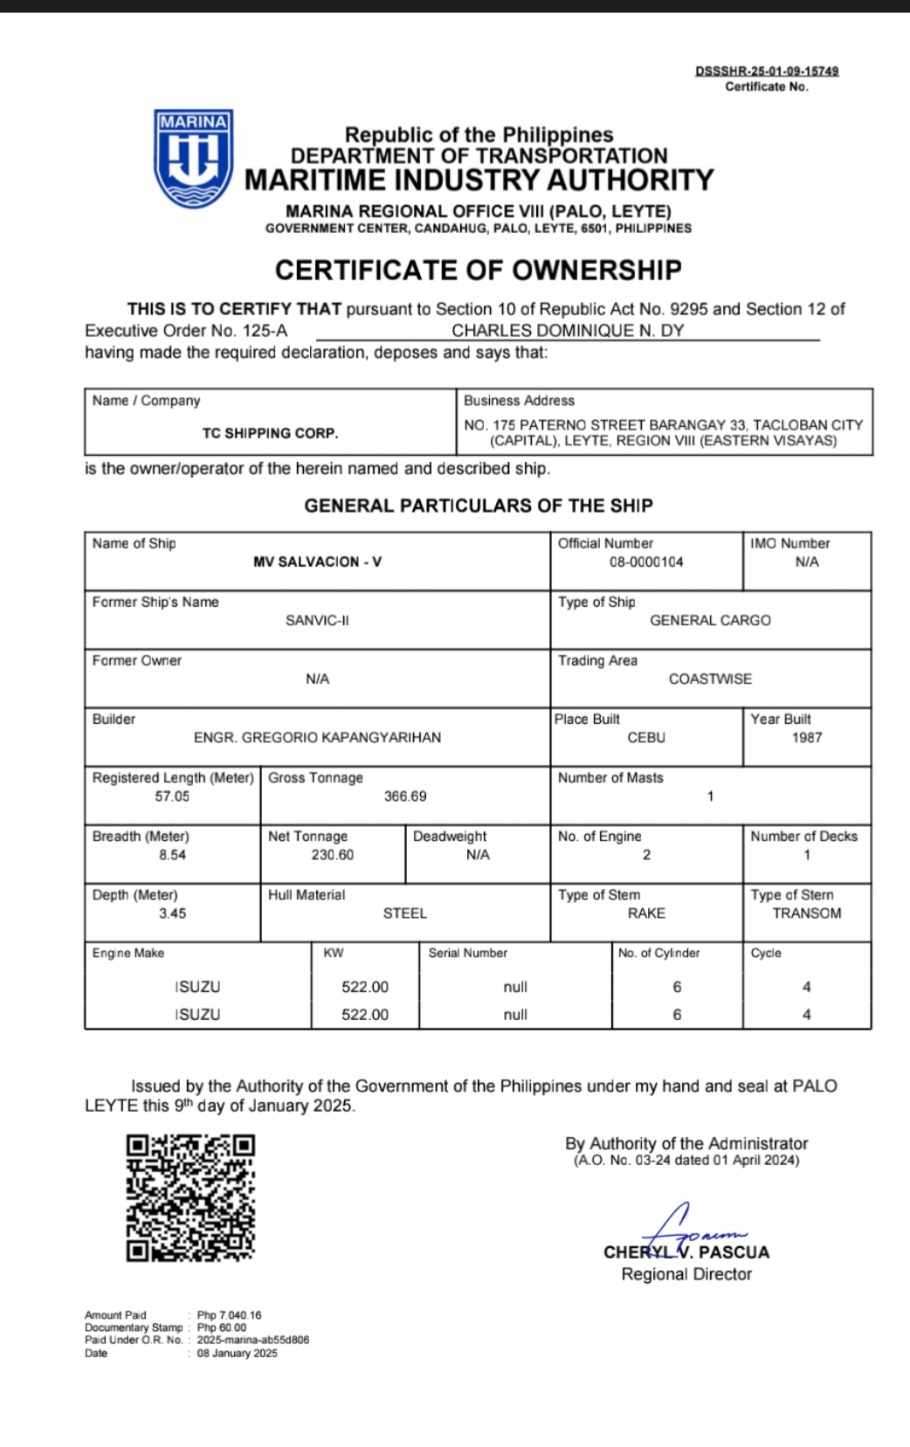 DSSSHR-25-01-09-15749
Certificate No.
MARINA
Republic of the Philippines
DEPARTMENT OF TRANSPORTATION
MARITIME INDUSTRY AUTHORITY
MARINA REGIONAL OFFICE VIII (PALO, LEYTE)
GOVERNMENT CENTER, CANDAHUG, PALO, LEYTE, 6501, PHILIPPINES
CERTIFICATE OF OWNERSHIP
THIS IS TO CERTIFY THAT pursuant to Section 10 of Republic Act No. 9295 and Section 12 of
Executive Order No. 125-A CHARLES DOMINIQUE N. DY
having made the required declaration, deposes and says that:
Name / Company Business Address
TC SHIPPING CORP. NO. 175 PATERNO STREET BARANGAY 33, TACLOBAN CITY
(CAPITAL), LEYTE, REGION VIII (EASTERN VISAYAS)
is the owner/operator of the herein named and described ship.
GENERAL PARTICULARS OF THE SHIP
Name of Ship Official Number IMO Number
MV SALVACION - V 08-0000104 N/A
Former Ship's Name Type of Ship
SANVIC-II GENERAL CARGO
Former Owner Trading Area
N/A COASTWISE
Builder Place Built Year Built
ENGR. GREGORIO KAPANGYARIHAN CEBU 1987
Registered Length (Meter) Gross Tonnage Number of Masts
57.05 366.69 1
Breadth (Meter) Net Tonnage Deadweight No. of Engine Number of Decks
8.54 230.60 N/A 2 1
Depth (Meter) Hull Material Type of Stem Type of Stern
3.45 STEEL RAKE TRANSOM
Engine Make KW Serial Number No. of Cylinder Cycle
ISUZU 522.00 null 6 4
ISUZU 522.00 null 6 4
Issued by the Authority of the Government of the Philippines under my hand and seal at PALO
LEYTE this 9th day of January 2025.
By Authority of the Administrator
(A.O. No. 03-24 dated 01 April 2024)
CHERYL V. PASCUA
Regional Director
Amount Paid : Php 7,040.16
Documentary Stamp : Php 60.00
Paid Under O.R. No. : 2025-marina-ab55d806
Date : 08 January 2025